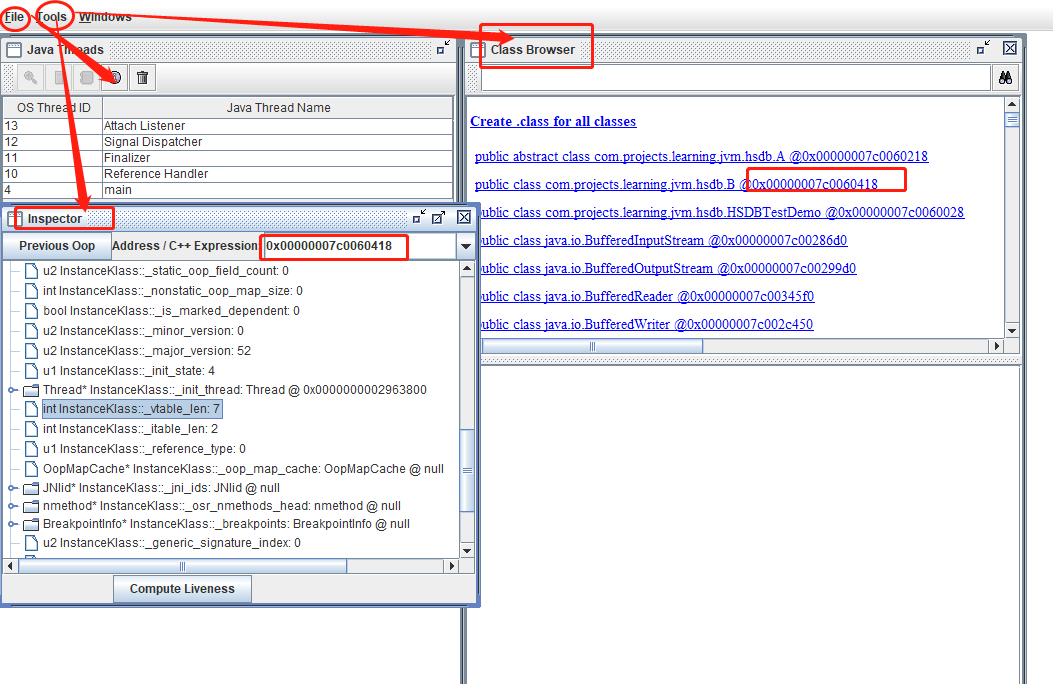 File Tools Windows
Java Threads
OS Thread ID Java Thread Name
13 Attach Listener
12 Signal Dispatcher
11 Finalizer
10 Reference Handler
4 main
Inspector
Previous Oop Address / C++ Expression: 0x00000007c0060418
u2 InstanceKlass::_static_oop_field_count: 0
int InstanceKlass::_nonstatic_oop_map_size: 0
bool InstanceKlass::_is_marked_dependent: 0
u2 InstanceKlass::_minor_version: 0
u2 InstanceKlass::_major_version: 52
u1 InstanceKlass::_init_state: 4
Thread* InstanceKlass::_init_thread: Thread @ 0x0000000002963800
int InstanceKlass::_vtable_len: 7
int InstanceKlass::_itable_len: 2
u1 InstanceKlass::_reference_type: 0
OopMapCache* InstanceKlass::_oop_map_cache: OopMapCache @ null
JNIid* InstanceKlass::_jni_ids: JNIid @ null
nmethod* InstanceKlass::_osr_nmethods_head: nmethod @ null
BreakpointInfo* InstanceKlass::_breakpoints: BreakpointInfo @ null
u2 InstanceKlass::_generic_signature_index: 0
Compute Liveness
Class Browser
Create .class for all classes
public abstract class com.projects.learning.jvm.hsdb.A @0x00000007c0060218
public class com.projects.learning.jvm.hsdb.B @0x00000007c0060418
public class com.projects.learning.jvm.hsdb.HSDBTestDemo @0x00000007c0060028
public class java.io.BufferedInputStream @0x00000007c00286d0
public class java.io.BufferedOutputStream @0x00000007c00299d0
public class java.io.BufferedReader @0x00000007c00345f0
public class java.io.BufferedWriter @0x00000007c002c450